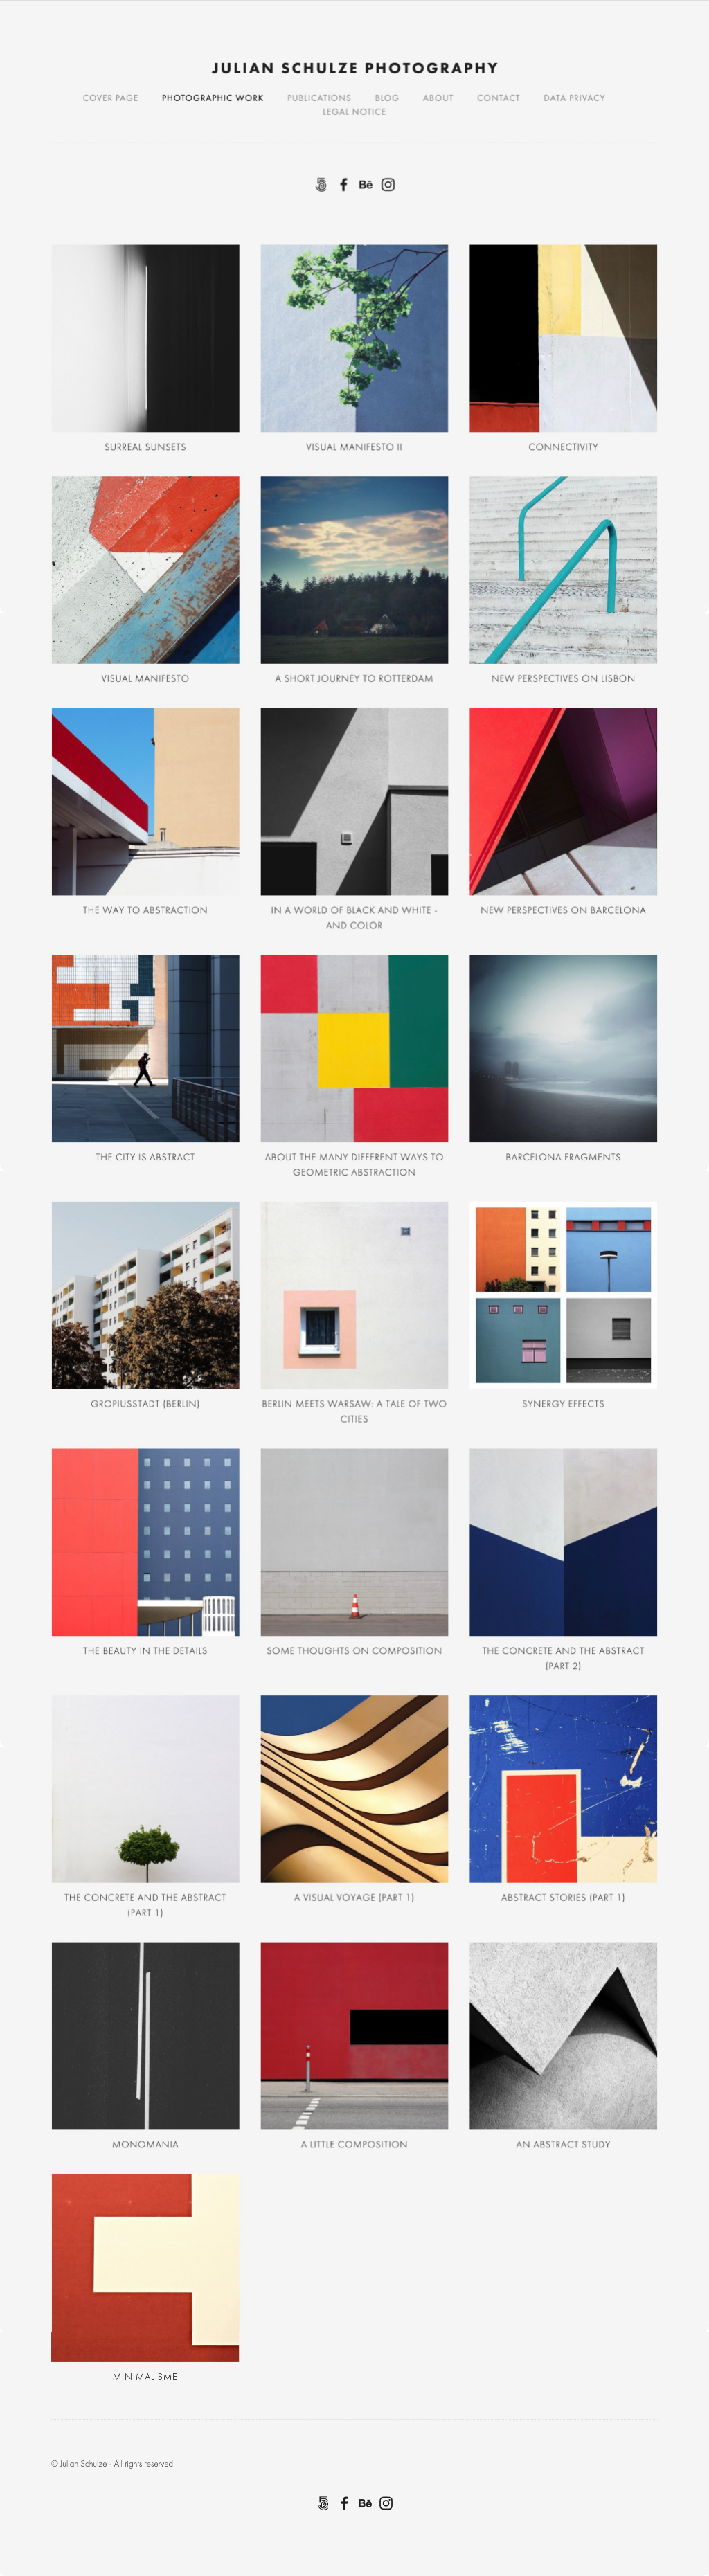 JULIAN SCHULZE PHOTOGRAPHY
COVER PAGE PHOTOGRAPHIC WORK PUBLICATIONS BLOG ABOUT CONTACT DATA PRIVACY
LEGAL NOTICE
Bē
SURREAL SUNSETS
VISUAL MANIFESTO II
CONNECTIVITY
VISUAL MANIFESTO
A SHORT JOURNEY TO ROTTERDAM
NEW PERSPECTIVES ON LISBON
THE WAY TO ABSTRACTION
IN A WORLD OF BLACK AND WHITE -
AND COLOR
NEW PERSPECTIVES ON BARCELONA
THE CITY IS ABSTRACT
ABOUT THE MANY DIFFERENT WAYS TO
GEOMETRIC ABSTRACTION
BARCELONA FRAGMENTS
GROPIUSSTADT (BERLIN)
BERLIN MEETS WARSAW: A TALE OF TWO
CITIES
SYNERGY EFFECTS
THE BEAUTY IN THE DETAILS
SOME THOUGHTS ON COMPOSITION
THE CONCRETE AND THE ABSTRACT
(PART 2)
THE CONCRETE AND THE ABSTRACT
(PART 1)
A VISUAL VOYAGE (PART 1)
ABSTRACT STORIES (PART 1)
MONOMANIA
A LITTLE COMPOSITION
AN ABSTRACT STUDY
MINIMALISME
© Julian Schulze - All rights reserved
Bē